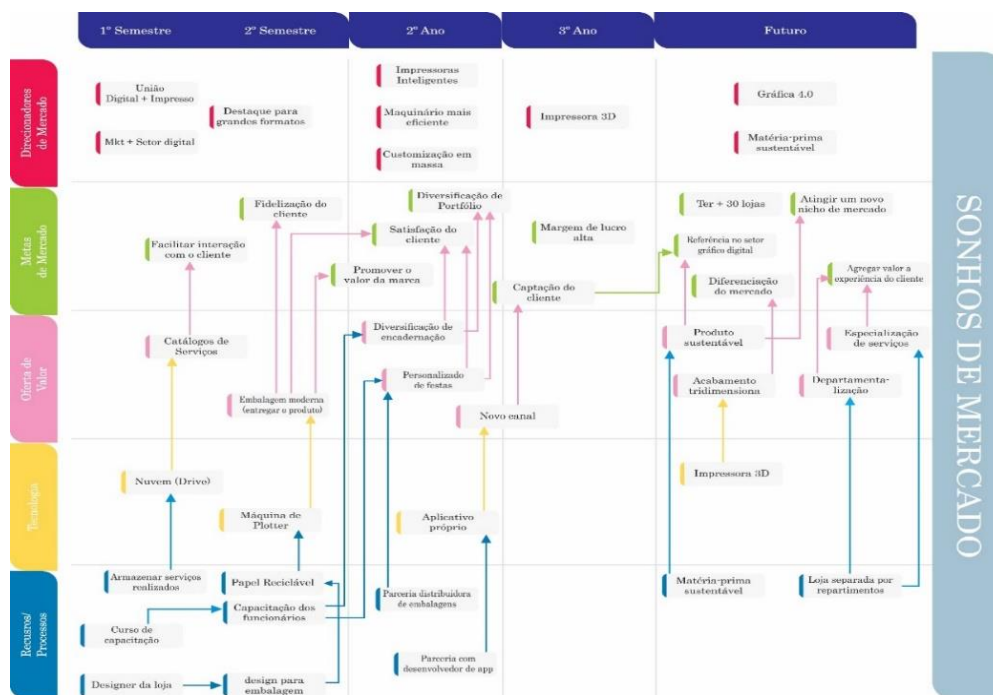 1º Semestre
2º Semestre
2º Ano
3º Ano
Futuro
Direcionadores
de Mercado
União
Digital + Impresso
Mkt + Setor digital
Destaque para
grandes formatos
Impressoras
Inteligentes
Maquinário mais
eficiente
Customização em
massa
Impressora 3D
Gráfica 4.0
Matéria-prima
sustentável
Metas
de Mercado
Facilitar interação
com o cliente
Fidelização do
cliente
Promover o
valor da marca
Diversificação de
Portfólio
Satisfação do
cliente
Margem de lucro
alta
Captação do
cliente
Ter + 30 lojas
Referência no setor
gráfico digital
Diferenciação
do mercado
Atingir um novo
nicho de mercado
Agregar valor a
experiência do cliente
Oferta de
Valor
Catálogos de
Serviços
Embalagem moderna
(entregar o produto)
Diversificação de
encadernação
Personalizado de
festas
Novo canal
Produto
sustentável
Acabamento
tridimensiona
Especialização
de serviços
Departamenta-
lização
Tecnologia
Nuvem (Drive)
Máquina de
Plotter
Aplicativo
próprio
Impressora 3D
Recusros/
Processos
Armazenar serviços
realizados
Curso de
capacitação
Designer da loja
Papel Reciclável
Capacitação dos
funcionários
design para
embalagem
Parceria distribuidora
de embalagens
Parceria com
desenvolvedor de app
Matéria-prima
sustentável
Loja separada por
repartimentos
SONHOS DE MERCADO